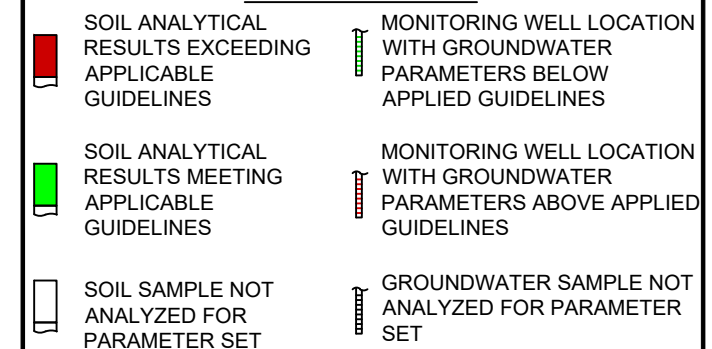 SOIL ANALYTICAL
RESULTS EXCEEDING
APPLICABLE
GUIDELINES
MONITORING WELL LOCATION
WITH GROUNDWATER
PARAMETERS BELOW
APPLIED GUIDELINES
SOIL ANALYTICAL
RESULTS MEETING
APPLICABLE
GUIDELINES
MONITORING WELL LOCATION
WITH GROUNDWATER
PARAMETERS ABOVE APPLIED
GUIDELINES
SOIL SAMPLE NOT
ANALYZED FOR
PARAMETER SET
GROUNDWATER SAMPLE NOT
ANALYZED FOR PARAMETER
SET